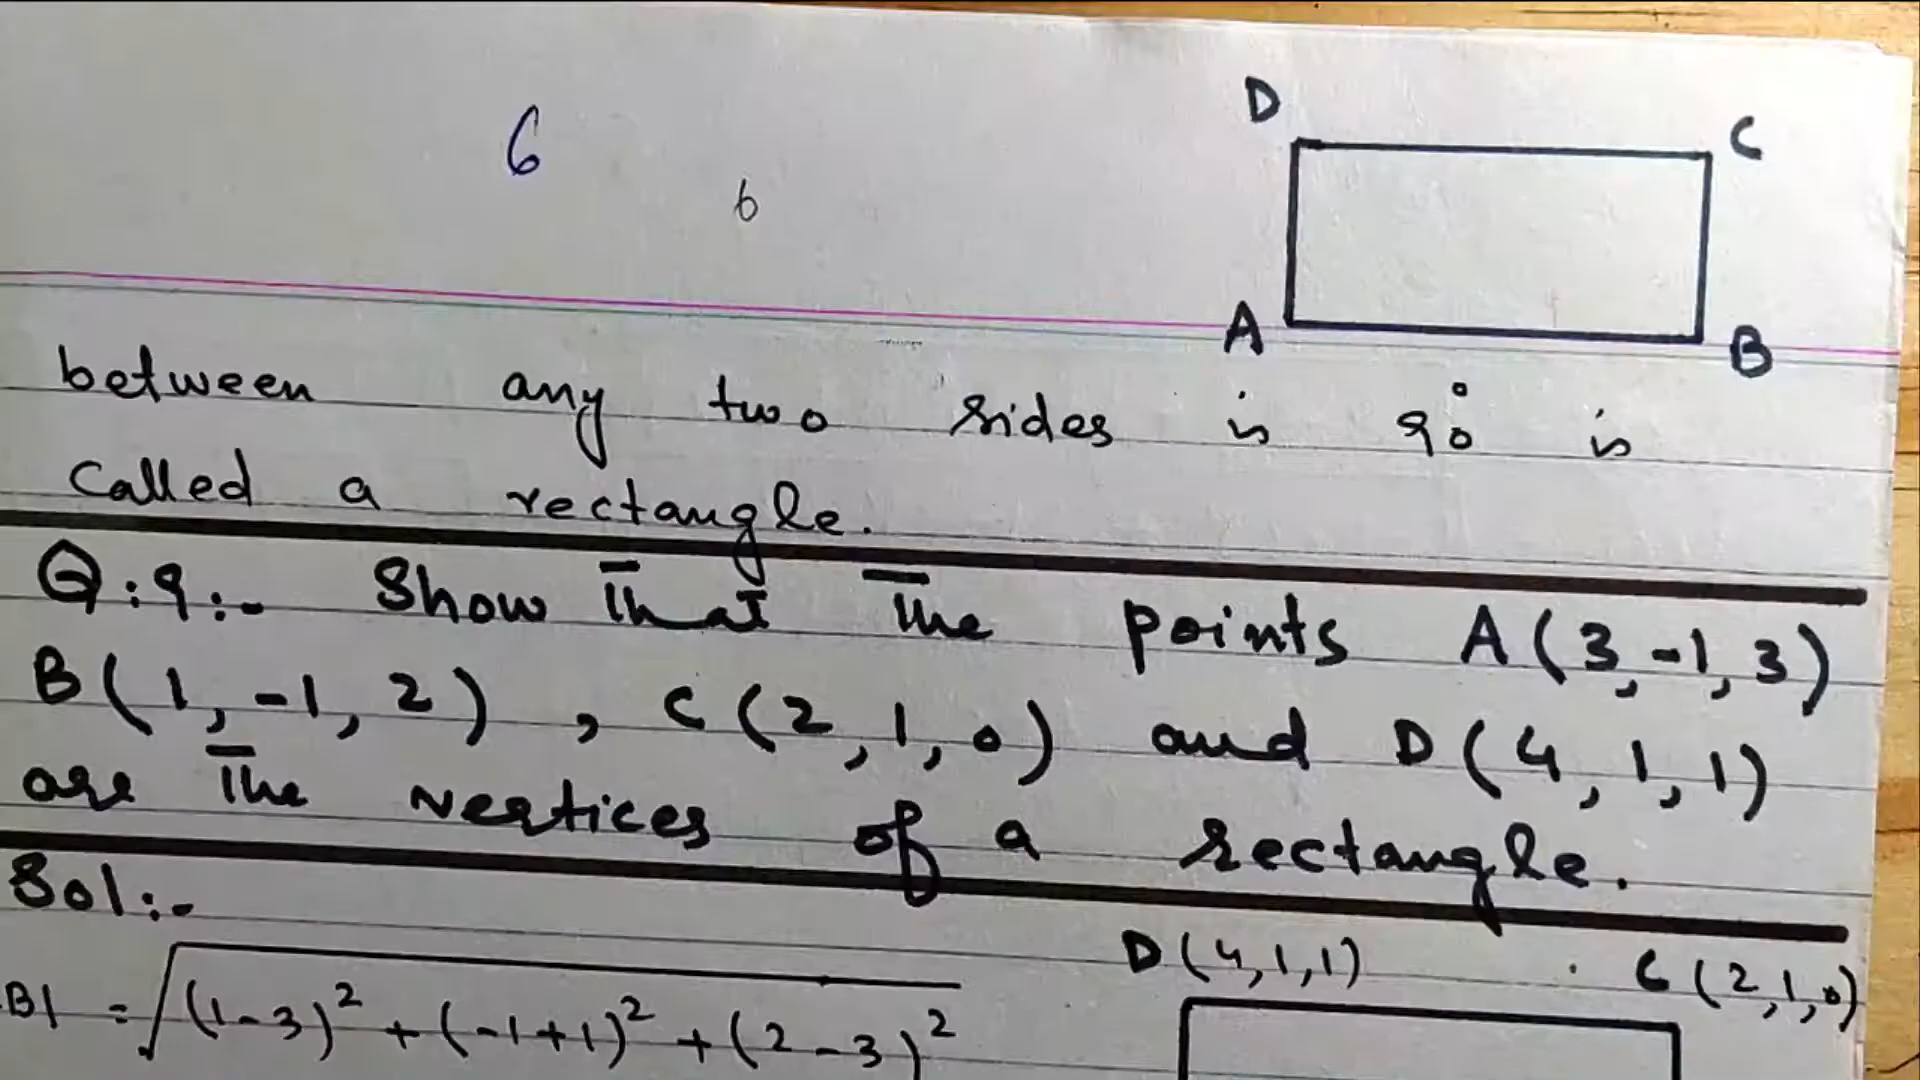 6
6
D
C
A
B
between any two sides is 90° is
called a rectangle.
Q:9:- Show that the points A(3,-1,3)
B(1,-1,2), C(2,1,0) and D(4,1,1)
are the vertices of a rectangle.
Sol:-
D(4,1,1) C(2,1,0)
B| = √(1-3)² + (-1+1)² + (2-3)²